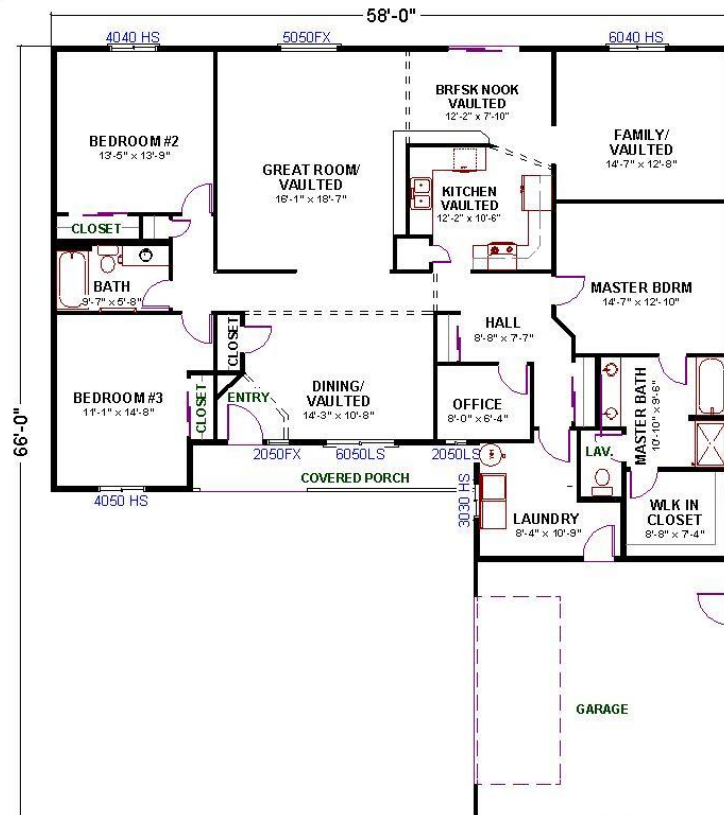 58'-0"
4040 HS
5050FX
6040 HS
BRFSK NOOK
VAULTED
12'-2" x 7'-10"
BEDROOM #2
13'-5" x 13'-9"
FAMILY/
VAULTED
14'-7" x 12'-8"
GREAT ROOM/
VAULTED
16'-1" x 18'-7"
KITCHEN
VAULTED
12'-2" x 10'-6"
CLOSET
BATH
9'-7" x 5'-8"
MASTER BDRM
14'-7" x 12'-10"
HALL
8'-8" x 7'-7"
CLOSET
BEDROOM #3
11'-1" x 14'-8"
CLOSET
ENTRY
DINING/
VAULTED
14'-3" x 10'-8"
OFFICE
8'-0" x 6'-4"
MASTER BATH
10'-10" x 9'-6"
66'-0"
LAV.
2050FX
6050LS
2050LS
COVERED PORCH
4050 HS
3030 HS
LAUNDRY
8'-4" x 10'-9"
WLK IN
CLOSET
8'-8" x 7'-4"
GARAGE